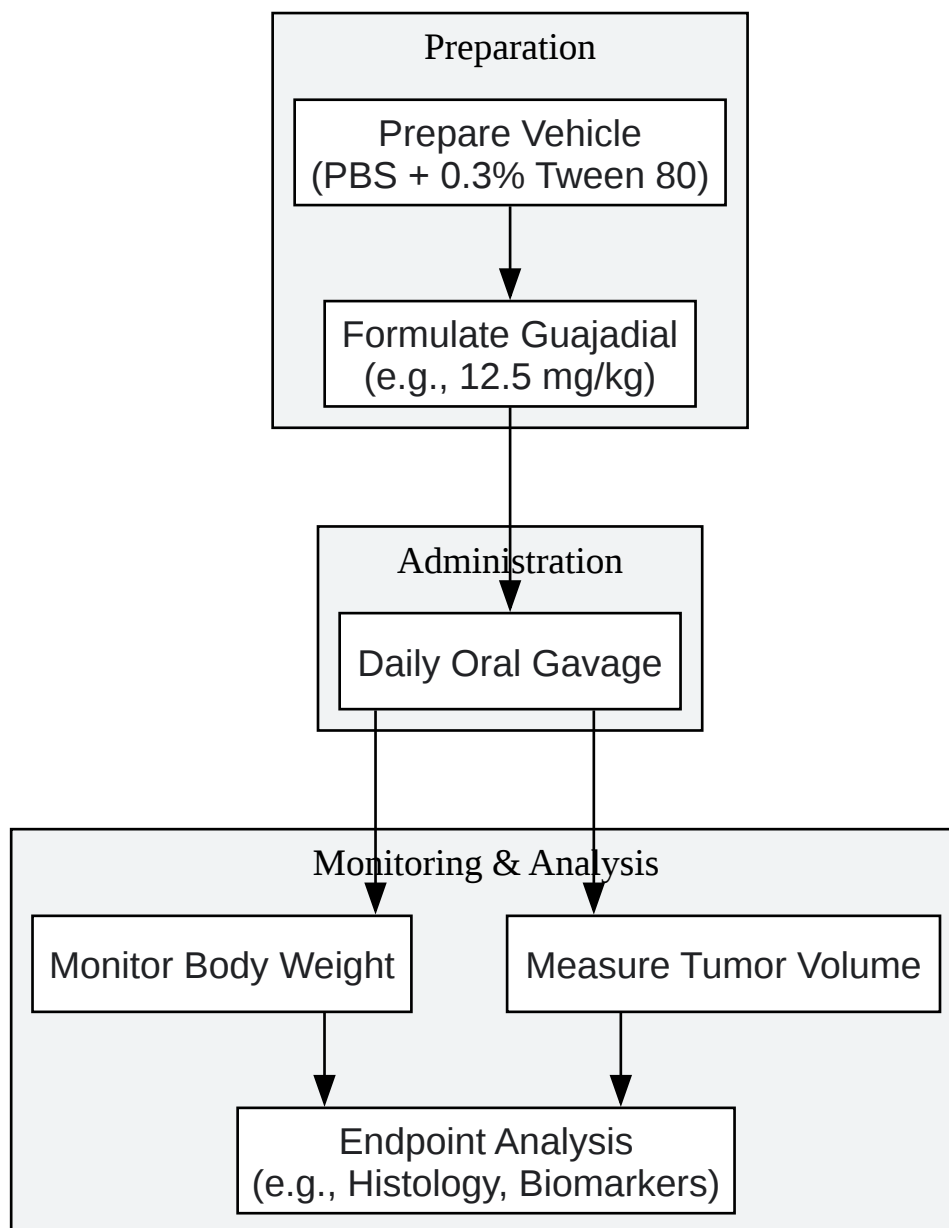 Preparation
Prepare Vehicle
(PBS + 0.3% Tween 80)
Formulate Guajadial
(e.g., 12.5 mg/kg)
Administration
Daily Oral Gavage
Monitoring & Analysis
Monitor Body Weight
Measure Tumor Volume
Endpoint Analysis
(e.g., Histology, Biomarkers)